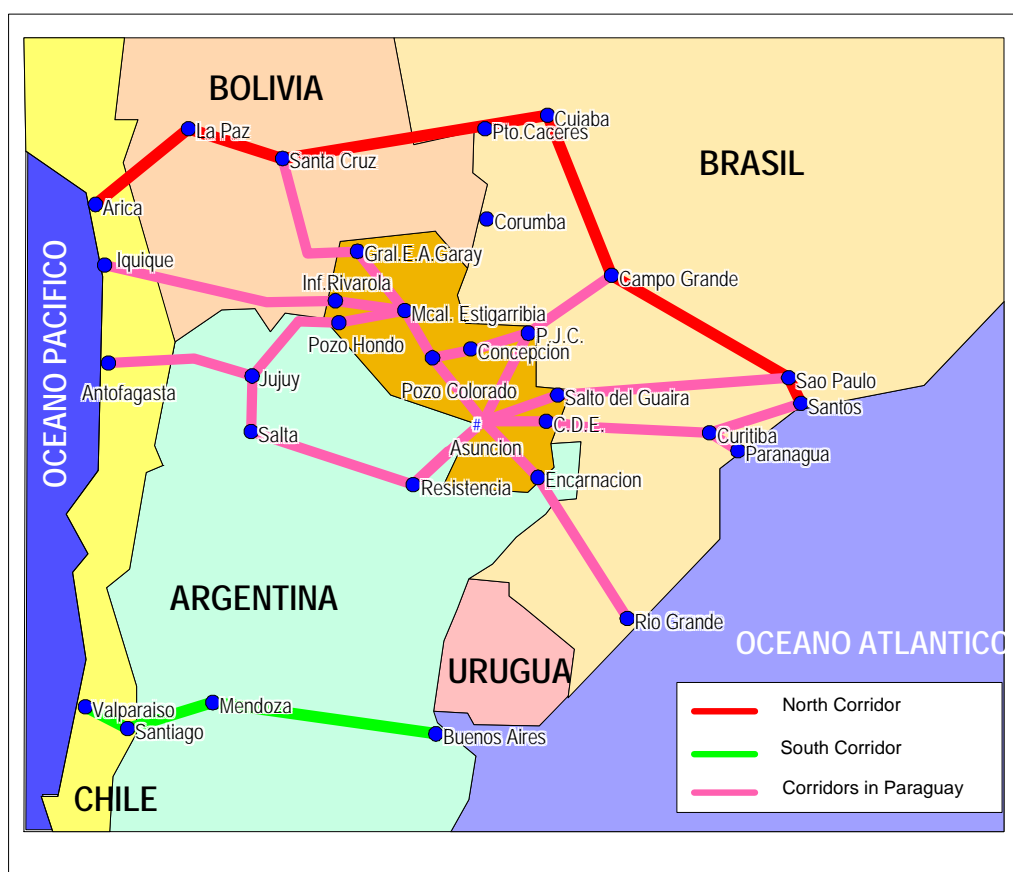 BOLIVIA
Cuiaba
La Paz
Pto.Caceres
Santa Cruz
BRASIL
Arica
Corumba
OCEANO PACIFICO
Gral.E.A.Garay
Iquique
Inf.Rivarola
Campo Grande
Mcal. Estigarribia
P.J.C.
Pozo Hondo
Concepcion
Antofagasta
Jujuy
Pozo Colorado
Sao Paulo
Salto del Guaira
Santos
#
C.D.E.
Salta
Curitiba
Asuncion
Paranagua
Resistencia
Encarnacion
ARGENTINA
Rio Grande
OCEANO ATLANTICO
URUGUA
Valparaiso
Mendoza
Santiago
Buenos Aires
CHILE
North Corridor
South Corridor
Corridors in Paraguay